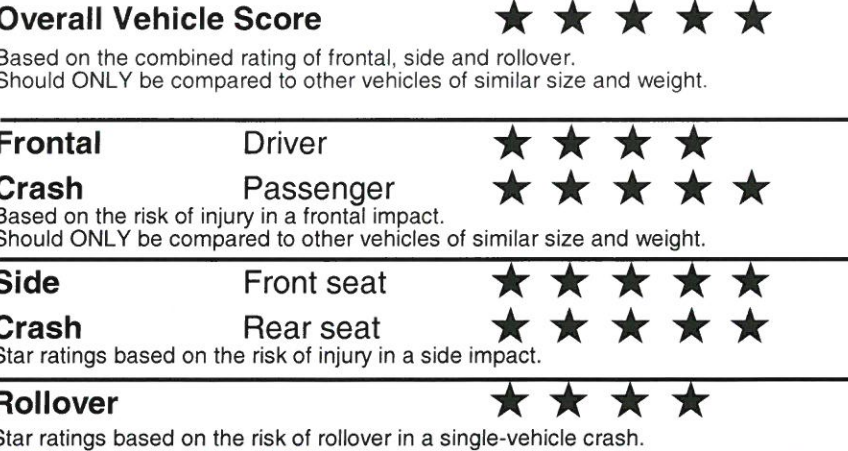 Overall Vehicle Score ★ ★ ★ ★ ★
Based on the combined rating of frontal, side and rollover.
Should ONLY be compared to other vehicles of similar size and weight.
Frontal Driver ★ ★ ★ ★
Crash Passenger ★ ★ ★ ★ ★
Based on the risk of injury in a frontal impact.
Should ONLY be compared to other vehicles of similar size and weight.
Side Front seat ★ ★ ★ ★ ★
Crash Rear seat ★ ★ ★ ★ ★
Star ratings based on the risk of injury in a side impact.
Rollover ★ ★ ★ ★
Star ratings based on the risk of rollover in a single-vehicle crash.